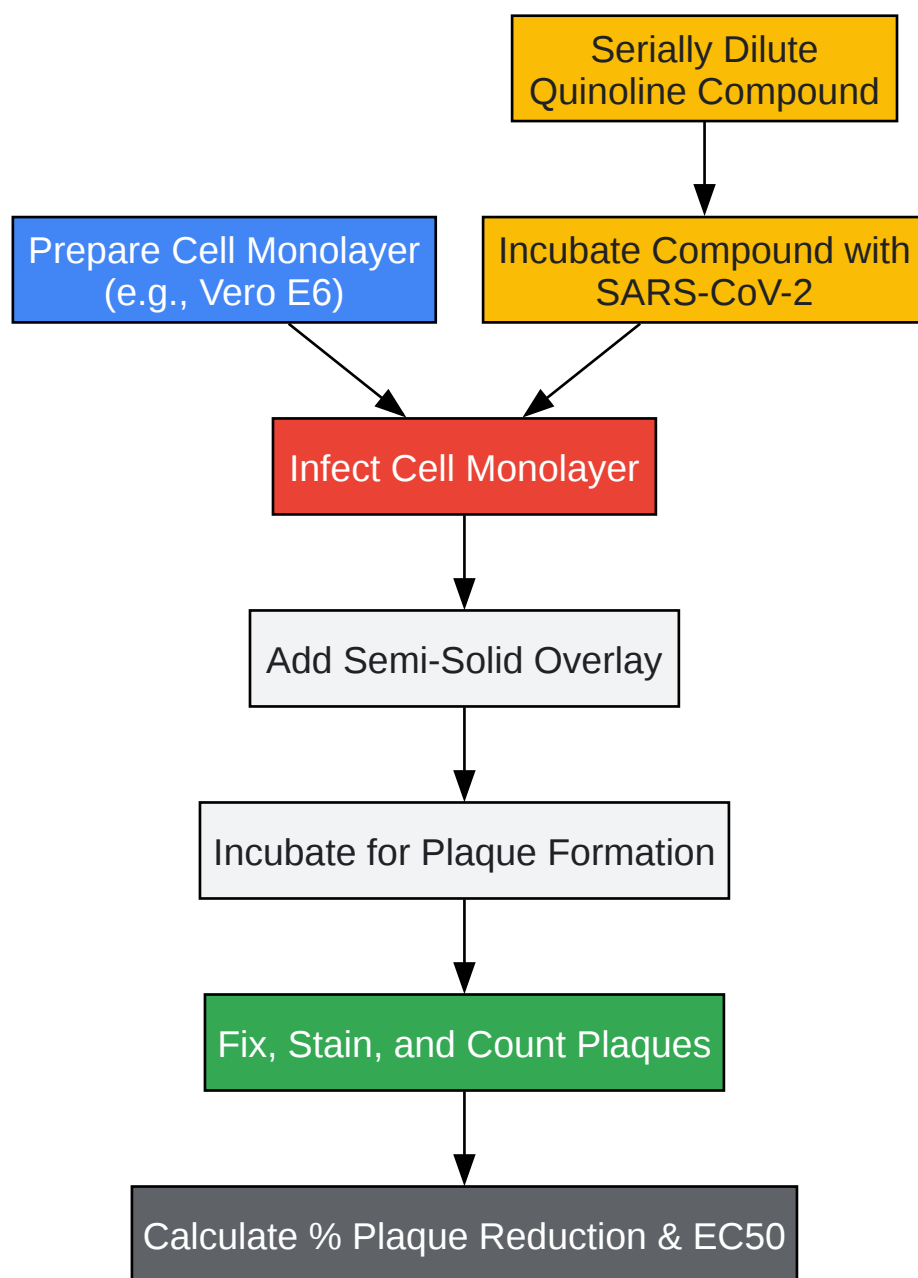 Serially Dilute
Quinoline Compound
Prepare Cell Monolayer
(e.g., Vero E6)
Incubate Compound with
SARS-CoV-2
Infect Cell Monolayer
Add Semi-Solid Overlay
Incubate for Plaque Formation
Fix, Stain, and Count Plaques
Calculate % Plaque Reduction & EC50